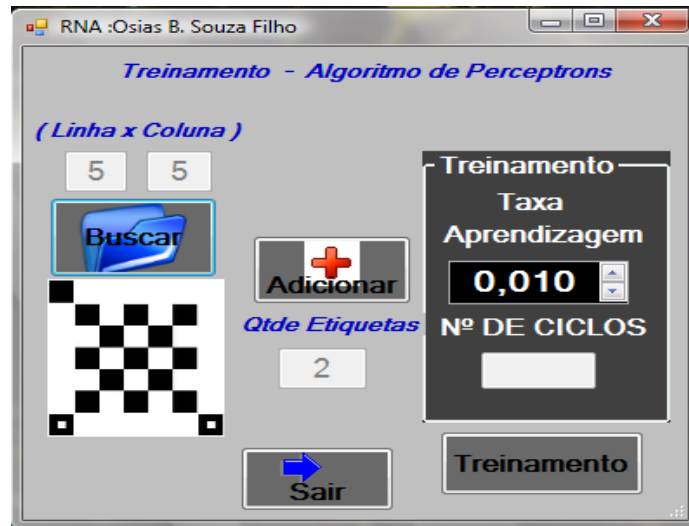 RNA :Osias B. Souza Filho
Treinamento - Algoritmo de Perceptrons
( Linha x Coluna )
5 5
Buscar
Adicionar
Qtde Etiquetas
2
Sair
Treinamento
Taxa
Aprendizagem
0,010
Nº DE CICLOS
Treinamento